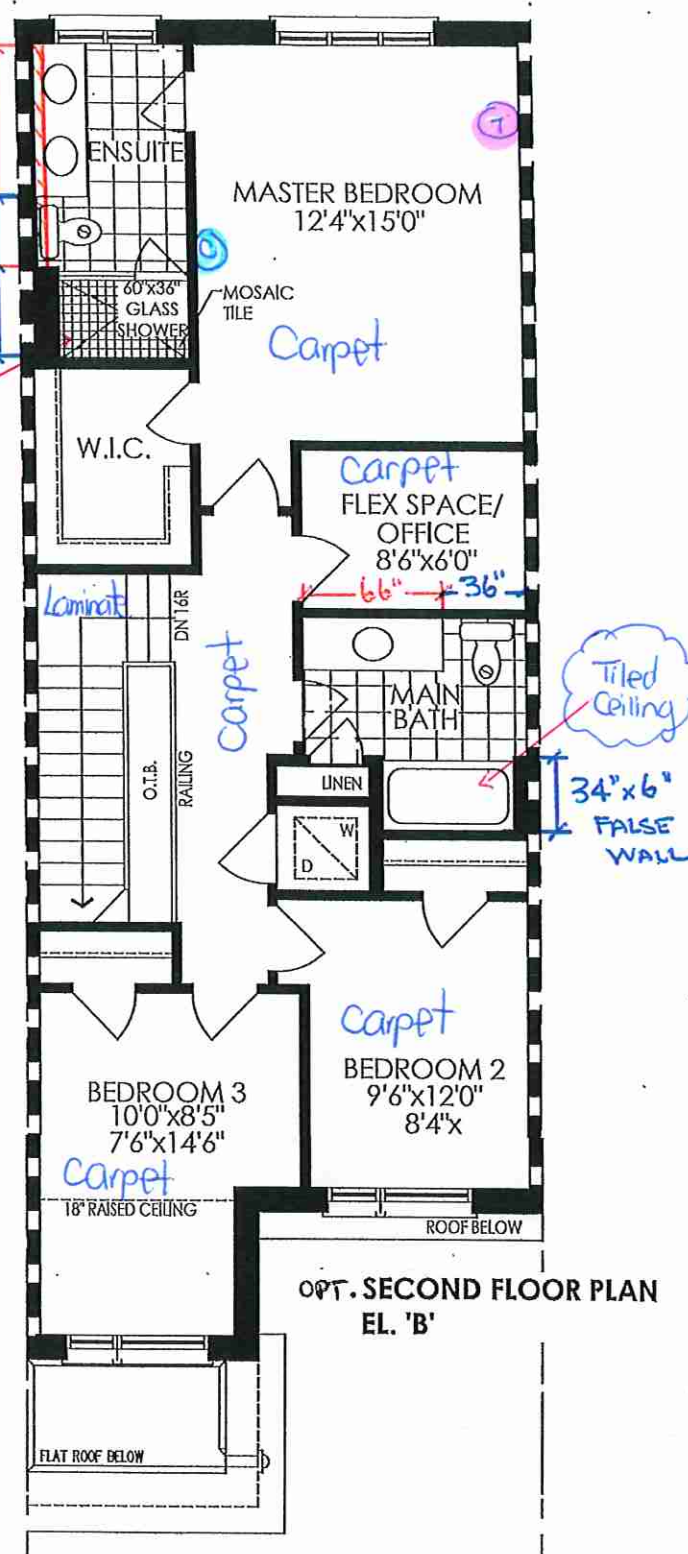 ENSUITE
MASTER BEDROOM
12'4"x15'0"
60"x36"
GLASS
SHOWER
MOSAIC
TILE
Carpet
W.I.C.
Carpet
FLEX SPACE/
OFFICE
8'6"x6'0"
66"
36"
Laminate
DN 16R
Carpet
O.T.B.
RAILING
MAIN
BATH
Tiled
Ceiling
LINEN
W
D
34"x6"
FALSE
WALL
Carpet
BEDROOM 2
9'6"x12'0"
8'4"x
BEDROOM 3
10'0"x8'5"
7'6"x14'6"
Carpet
18" RAISED CEILING
ROOF BELOW
OPT. SECOND FLOOR PLAN
EL. 'B'
FLAT ROOF BELOW